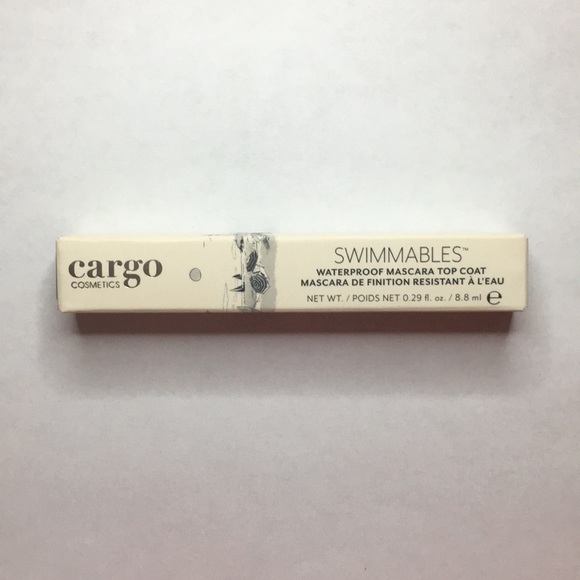 cargo
COSMETICS
SWIMMABLES™
WATERPROOF MASCARA TOP COAT
MASCARA DE FINITION RESISTANT À L'EAU
NET WT. / POIDS NET 0.29 fl. oz. / 8.8 ml ℮